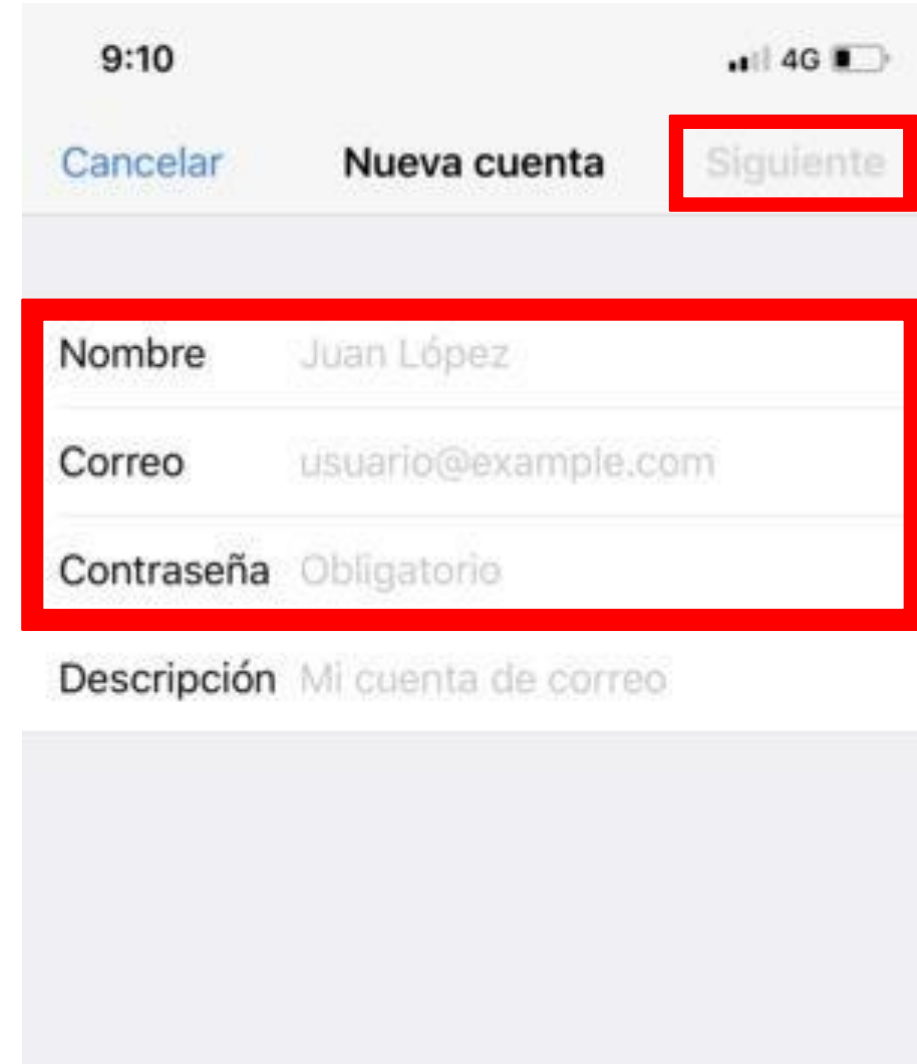 9:10 4G
Cancelar Nueva cuenta Siguiente
Nombre Juan López
Correo usuario@example.com
Contraseña Obligatorio
Descripción Mi cuenta de correo